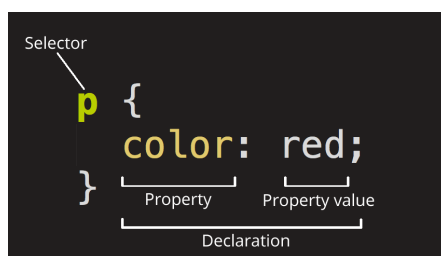 Selector
p {
color: red;
}
Property Property value
Declaration